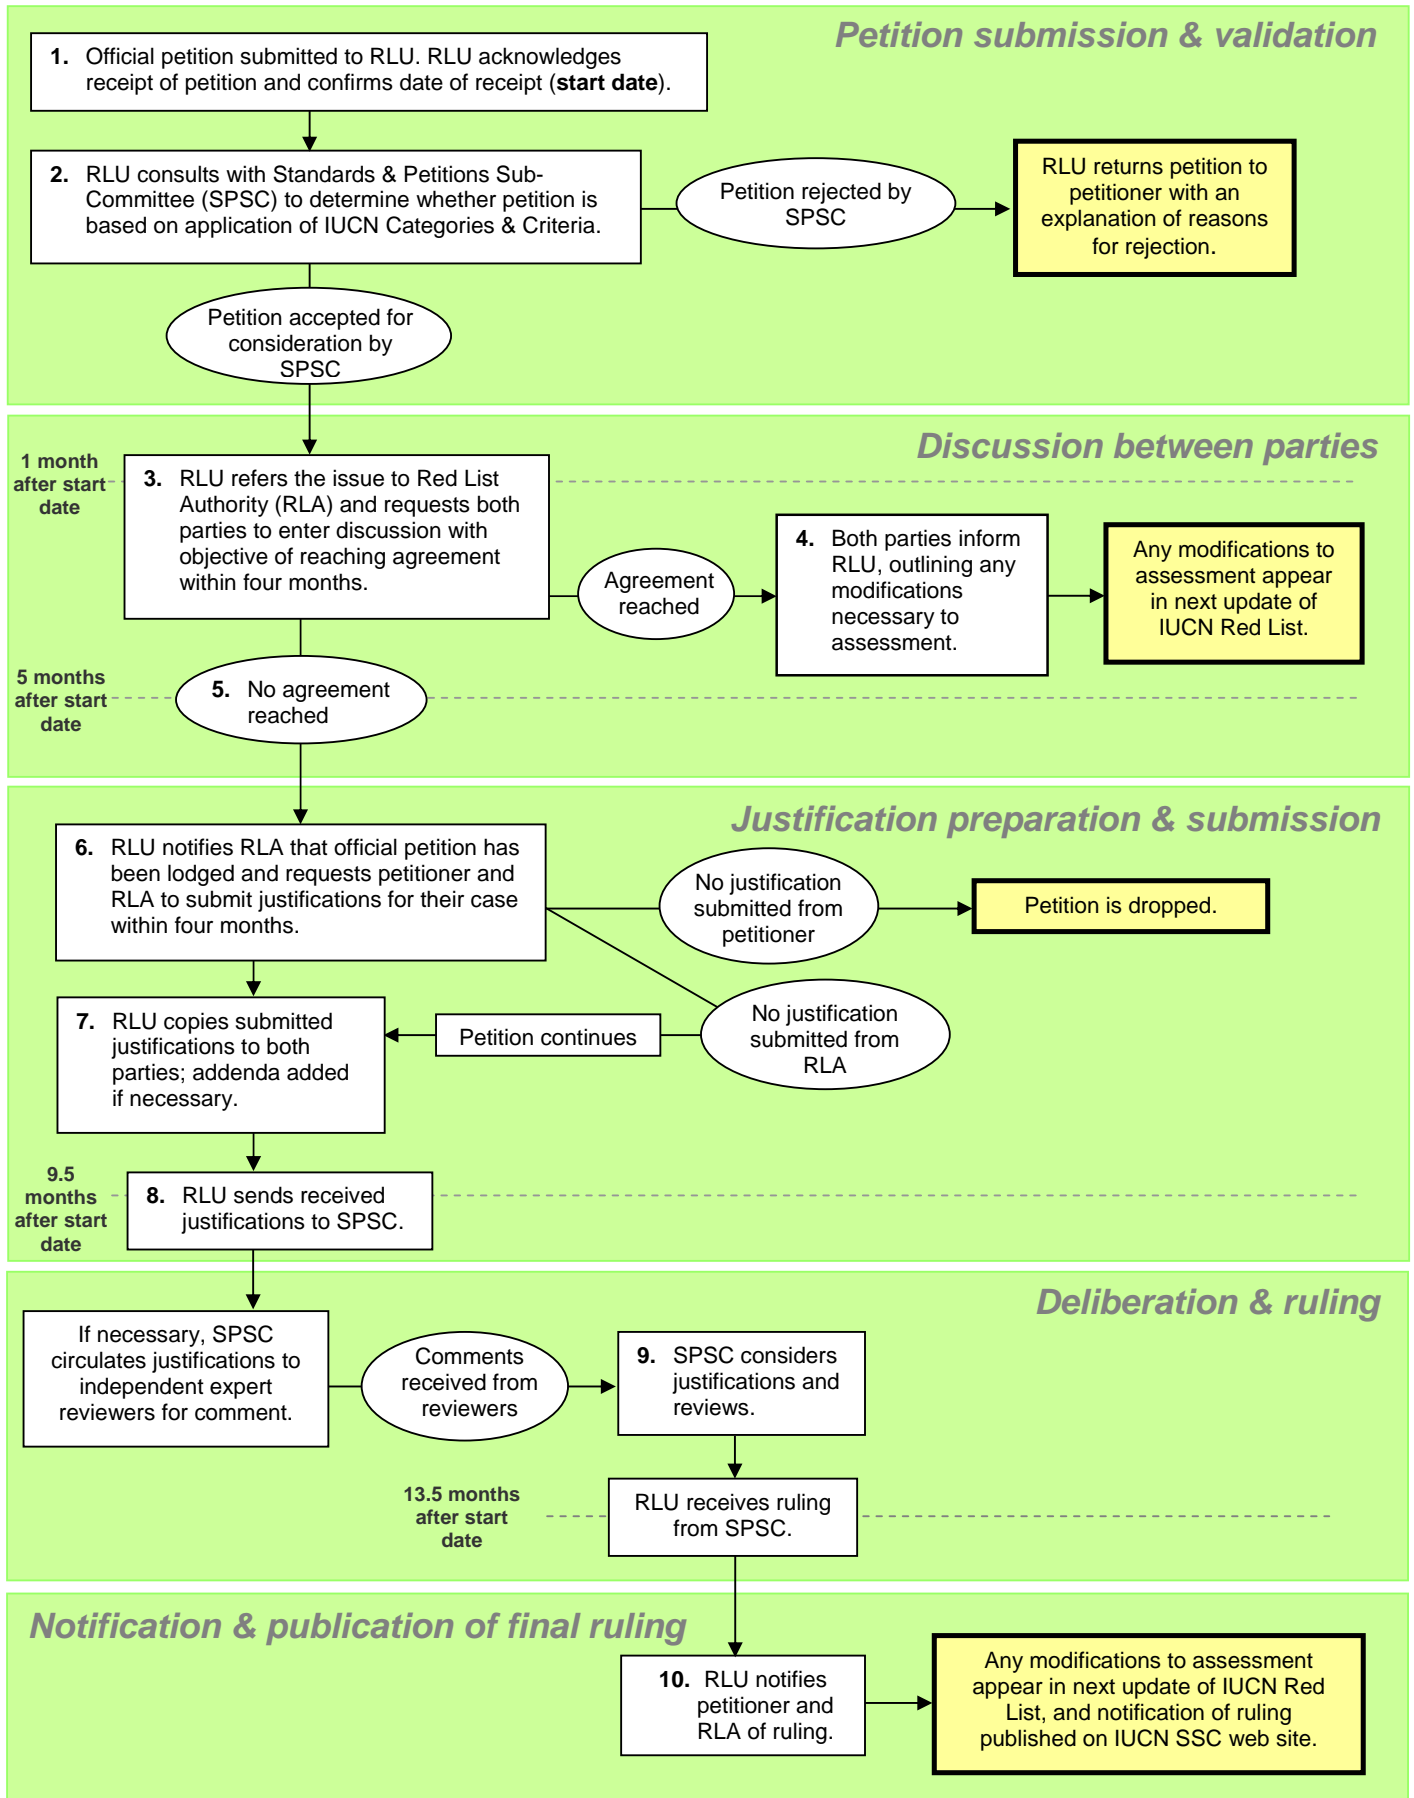 Petition submission & validation
1. Official petition submitted to RLU. RLU acknowledges
receipt of petition and confirms date of receipt (start date).
2. RLU consults with Standards & Petitions Sub-
Committee (SPSC) to determine whether petition is
based on application of IUCN Categories & Criteria.
Petition rejected by
SPSC
RLU returns petition to
petitioner with an
explanation of reasons
for rejection.
Petition accepted for
consideration by
SPSC
Discussion between parties
1 month
after start
date
3. RLU refers the issue to Red List
Authority (RLA) and requests both
parties to enter discussion with
objective of reaching agreement
within four months.
Agreement
reached
4. Both parties inform
RLU, outlining any
modifications
necessary to
assessment.
Any modifications to
assessment appear
in next update of
IUCN Red List.
5 months
after start
date
5. No agreement
reached
Justification preparation & submission
6. RLU notifies RLA that official petition has
been lodged and requests petitioner and
RLA to submit justifications for their case
within four months.
No justification
submitted from
petitioner
Petition is dropped.
7. RLU copies submitted
justifications to both
parties; addenda added
if necessary.
Petition continues
No justification
submitted from
RLA
9.5
months
after start
date
8. RLU sends received
justifications to SPSC.
Deliberation & ruling
If necessary, SPSC
circulates justifications to
independent expert
reviewers for comment.
Comments
received from
reviewers
9. SPSC considers
justifications and
reviews.
13.5 months
after start
date
RLU receives ruling
from SPSC.
Notification & publication of final ruling
10. RLU notifies
petitioner and
RLA of ruling.
Any modifications to assessment
appear in next update of IUCN Red
List, and notification of ruling
published on IUCN SSC web site.